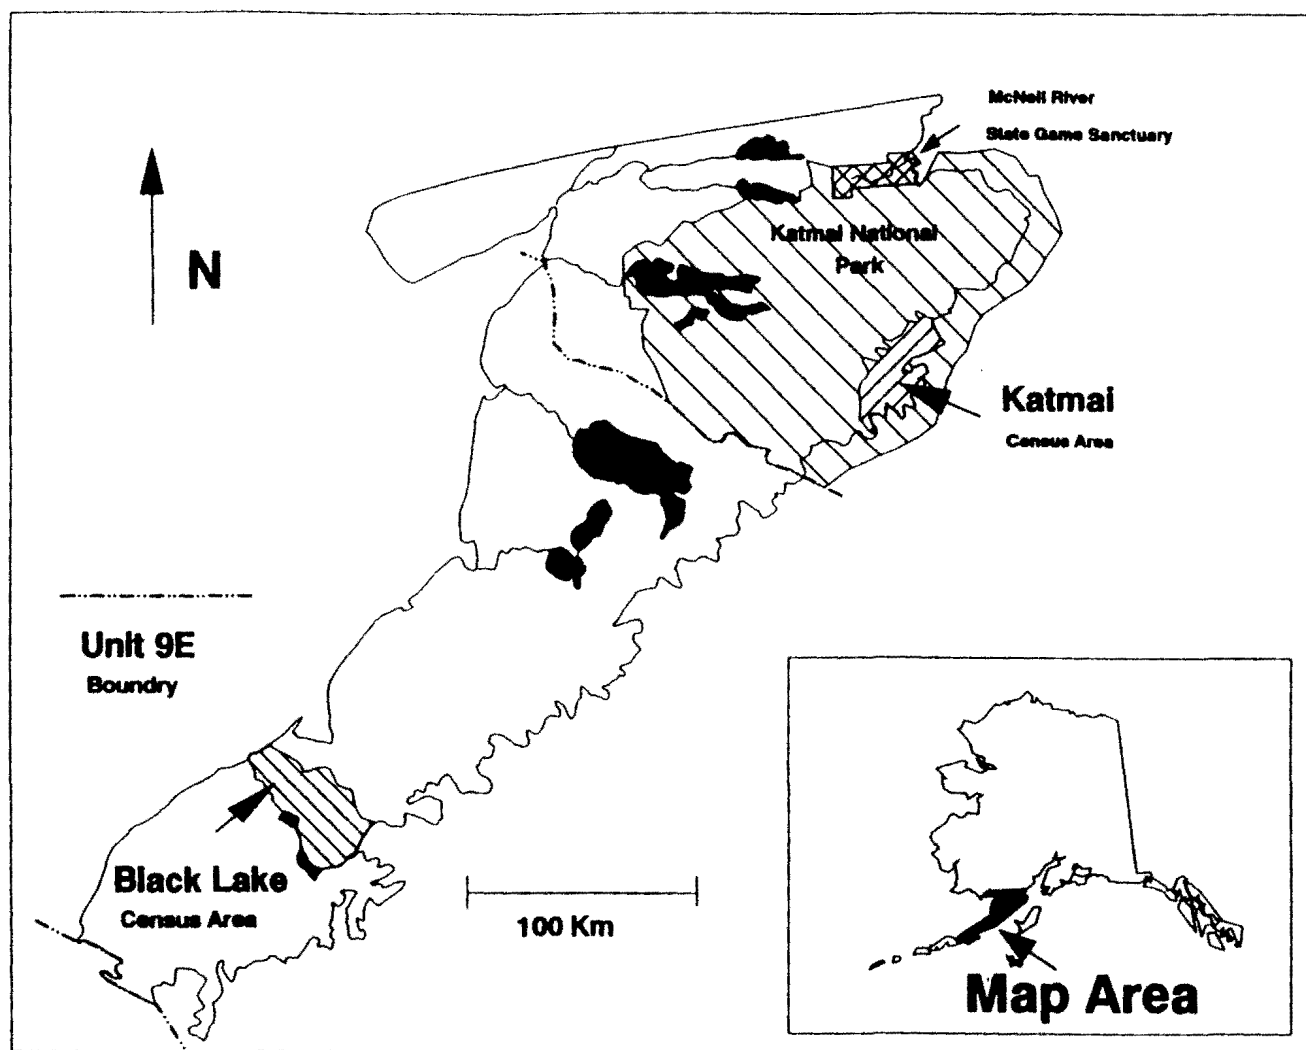 McNeil River
State Game Sanctuary
N
Katmai National
Park
Katmai
Census Area
Unit 9E
Boundry
Black Lake
Census Area
100 Km
Map Area